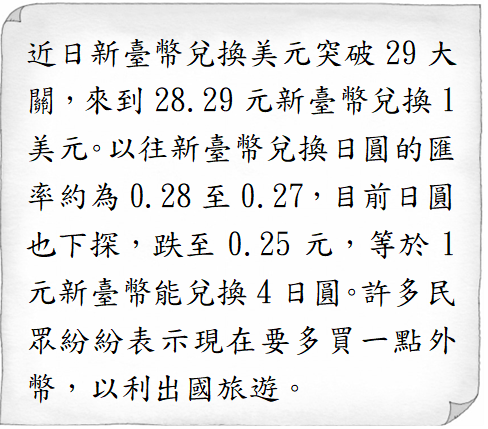 近日新臺幣兌換美元突破 29 大
關，來到 28.29 元新臺幣兌換 1
美元。以往新臺幣兌換日圓的匯
率約為 0.28 至 0.27，目前日圓
也下探，跌至 0.25 元，等於 1
元新臺幣能兌換 4 日圓。許多民
眾紛紛表示現在要多買一點外
幣，以利出國旅遊。